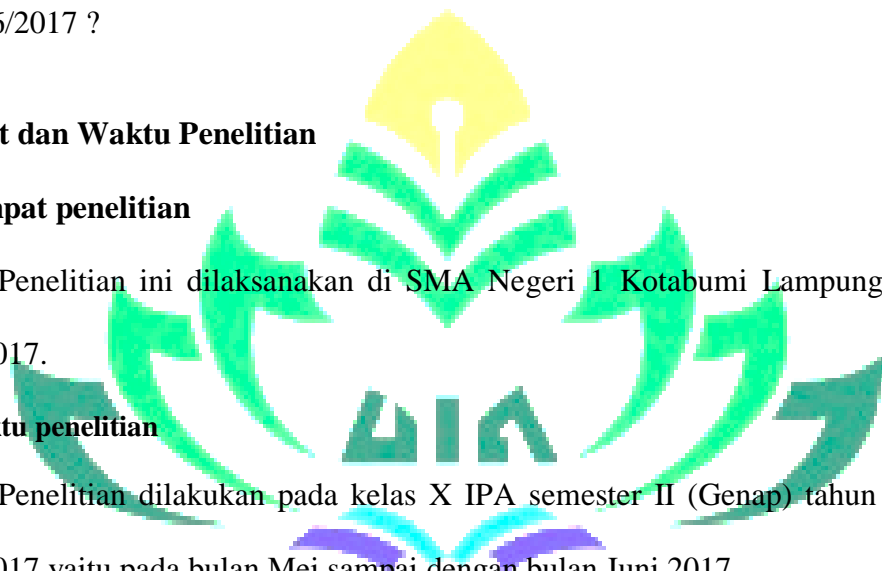 6/2017 ?
t dan Waktu Penelitian
pat penelitian
Penelitian ini dilaksanakan di SMA Negeri 1 Kotabumi Lampung
017.
tu penelitian
Penelitian dilakukan pada kelas X IPA semester II (Genap) tahun
017 yaitu pada bulan Mei sampai dengan bulan Juni 2017